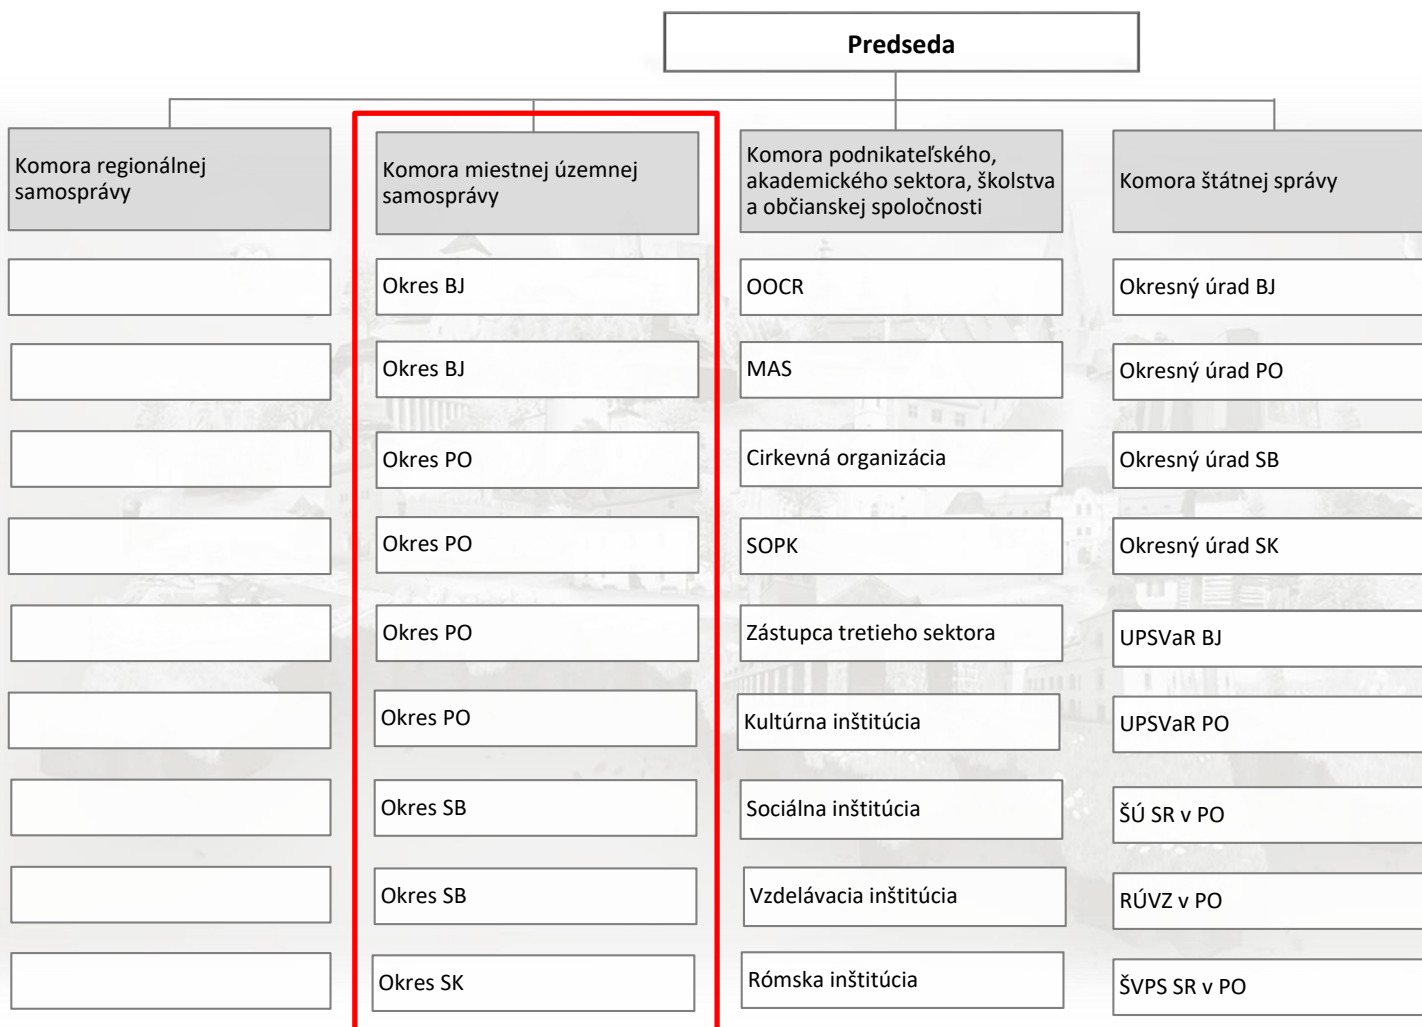 Predseda
Komora regionálnej
samosprávy
Komora miestnej územnej
samosprávy
Okres BJ
Okres BJ
Okres PO
Okres PO
Okres PO
Okres PO
Okres SB
Okres SB
Okres SK
Komora podnikateľského,
akademického sektora, školstva
a občianskej spoločnosti
OOCR
MAS
Cirkevná organizácia
SOPK
Zástupca tretieho sektora
Kultúrna inštitúcia
Sociálna inštitúcia
Vzdelávacia inštitúcia
Rómska inštitúcia
Komora štátnej správy
Okresný úrad BJ
Okresný úrad PO
Okresný úrad SB
Okresný úrad SK
UPSVaR BJ
UPSVaR PO
ŠÚ SR v PO
RÚVZ v PO
ŠVPS SR v PO